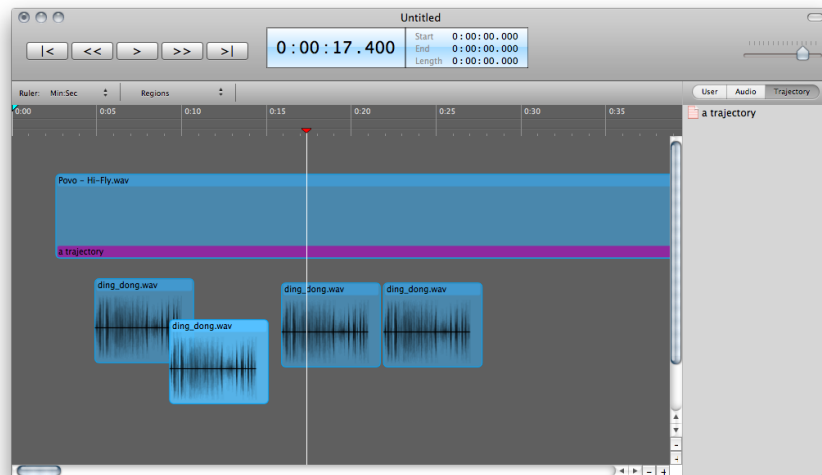 Untitled
|< << > >> >|
0:00:17.400
Start 0:00:00.000
End 0:00:00.000
Length 0:00:00.000
Ruler: Min:Sec Regions
User Audio Trajectory
0:00 0:05 0:10 0:15 0:20 0:25 0:30 0:35
a trajectory
Povo - Hi-Fly.wav
a trajectory
ding_dong.wav
ding_dong.wav
ding_dong.wav
ding_dong.wav